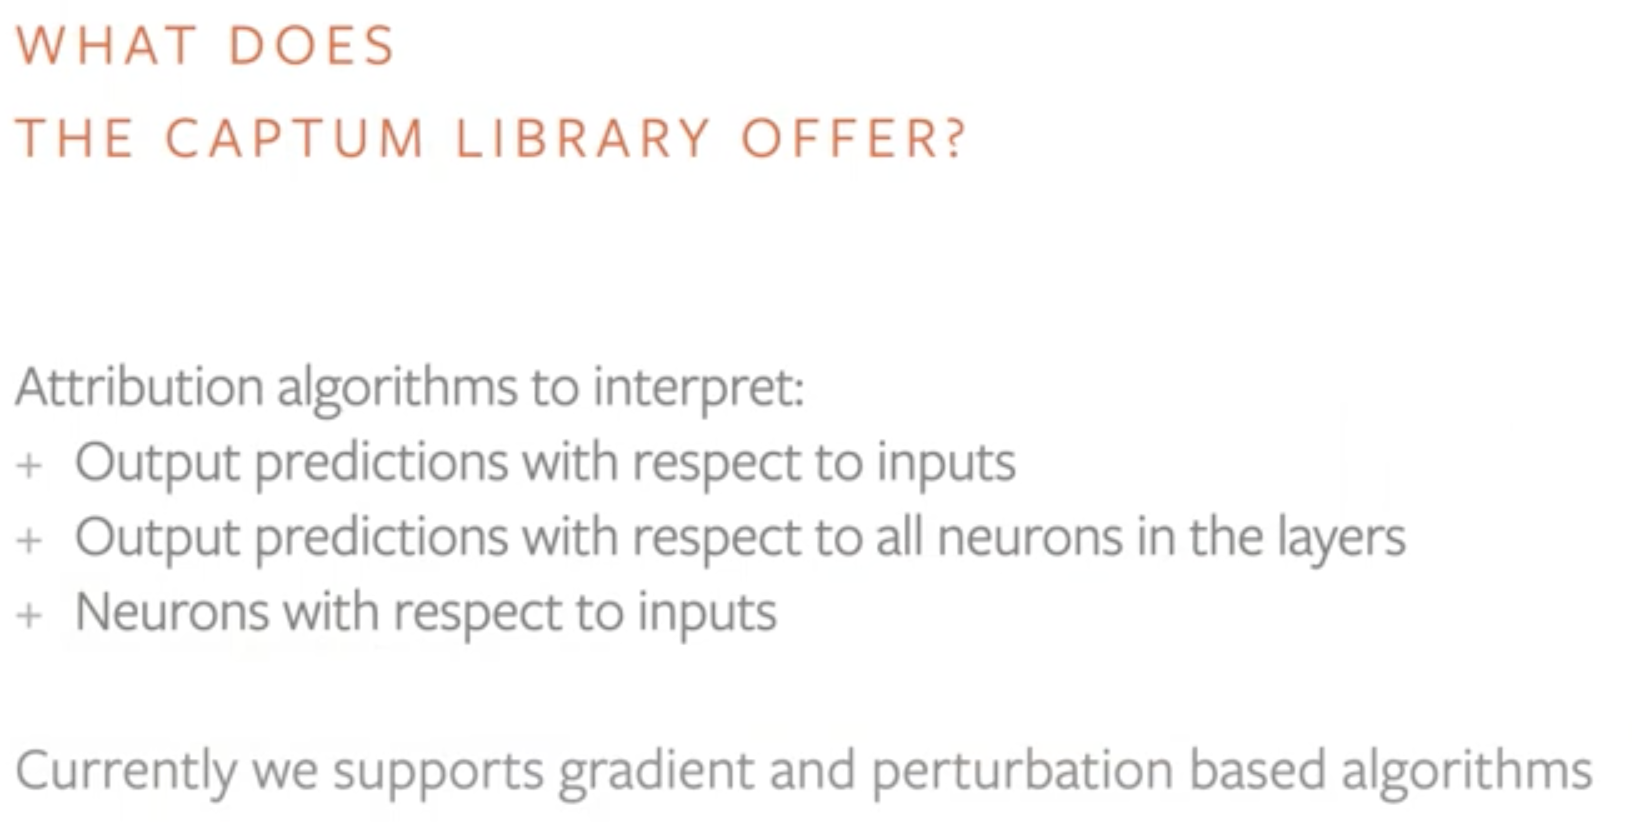 WHAT DOES
THE CAPTUM LIBRARY OFFER?
Attribution algorithms to interpret:
+ Output predictions with respect to inputs
+ Output predictions with respect to all neurons in the layers
+ Neurons with respect to inputs
Currently we supports gradient and perturbation based algorithms